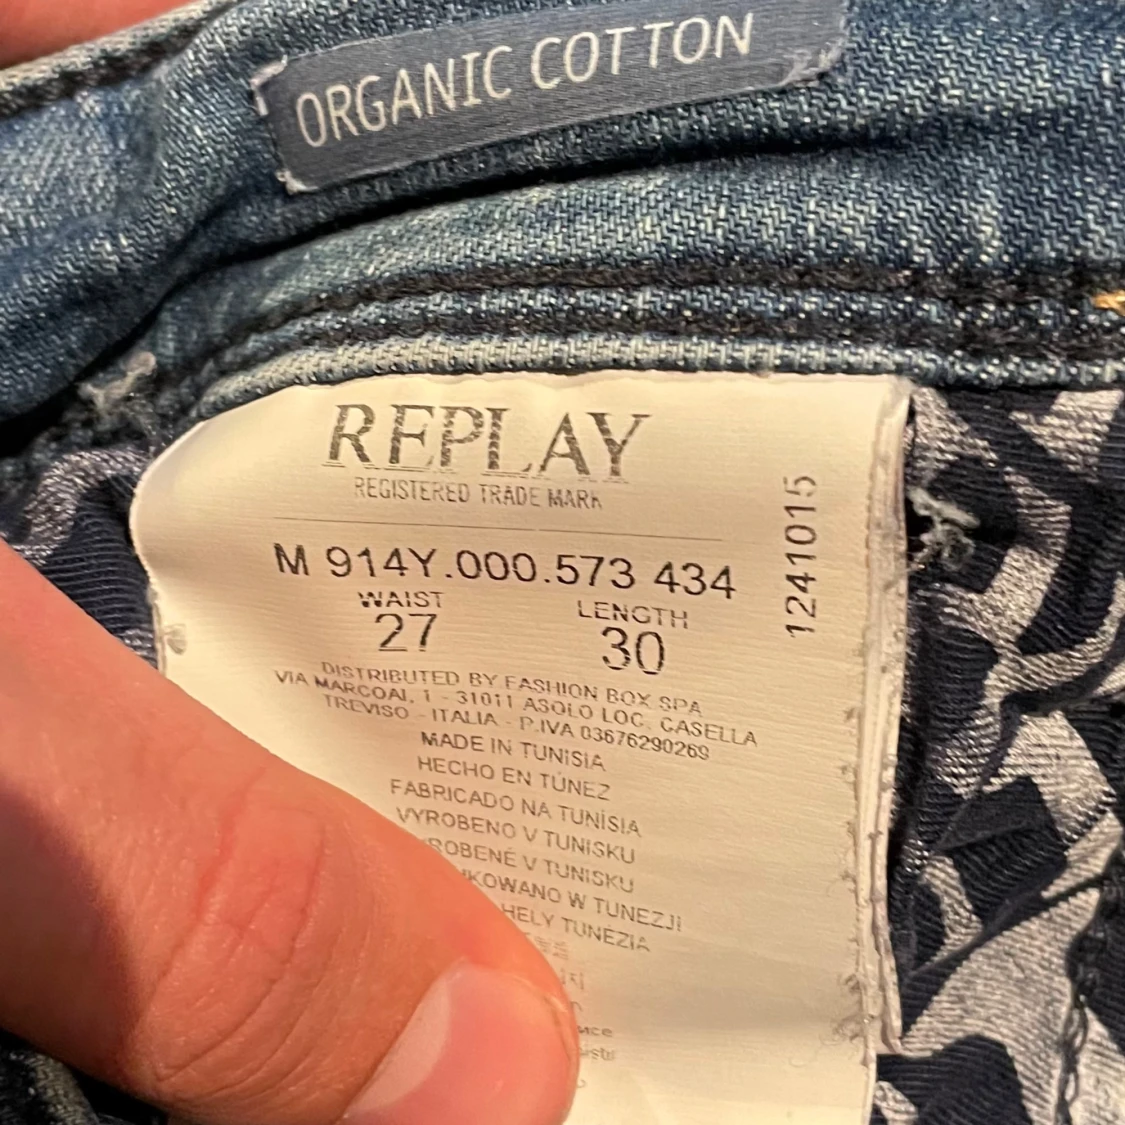 ORGANIC COTTON
REPLAY
REGISTERED TRADE MARK
M 914Y.000.573 434
WAIST LENGTH
27 30
1241015
DISTRIBUTED BY FASHION BOX SPA
VIA MARCOAI, 1 - 31011 ASOLO LOC. CASELLA
TREVISO - ITALIA - P.IVA 03676290269
MADE IN TUNISIA
HECHO EN TÚNEZ
FABRICADO NA TUNÍSIA
VYROBENO V TUNISKU
V TUNISKU
W TUNEZJI
TUNÉZIA